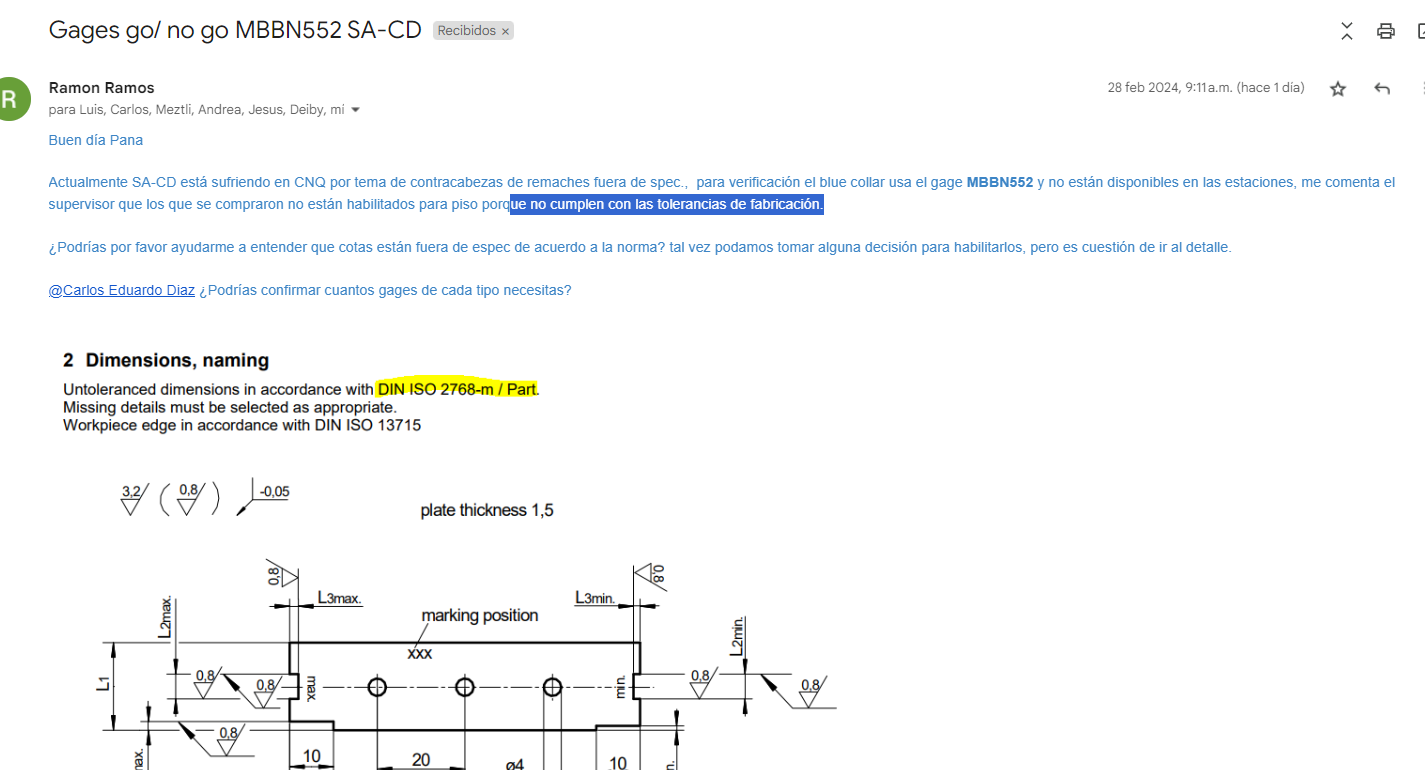 Gages go/ no go MBBN552 SA-CD Recibidos ×
R
Ramon Ramos
28 feb 2024, 9:11 a.m. (hace 1 día)
para Luis, Carlos, Meztli, Andrea, Jesus, Deiby, mí
Buen día Pana
Actualmente SA-CD está sufriendo en CNQ por tema de contracabezas de remaches fuera de spec., para verificación el blue collar usa el gage MBBN552 y no están disponibles en las estaciones, me comenta el
supervisor que los que se compraron no están habilitados para piso porque no cumplen con las tolerancias de fabricación.
¿Podrías por favor ayudarme a entender que cotas están fuera de espec de acuerdo a la norma? tal vez podamos tomar alguna decisión para habilitarlos, pero es cuestión de ir al detalle.
@Carlos Eduardo Diaz ¿Podrías confirmar cuantos gages de cada tipo necesitas?
2 Dimensions, naming
Untoleranced dimensions in accordance with DIN ISO 2768-m / Part.
Missing details must be selected as appropriate.
Workpiece edge in accordance with DIN ISO 13715
3,2 ( 0,8 ) -0,05
plate thickness 1,5
0,8
0,8
L3max.
L3min.
L2max.
marking position
L2min.
xxx
L1
0,8
0,8
max
min.
0,8
0,8
0,8
10
20
ø4
10